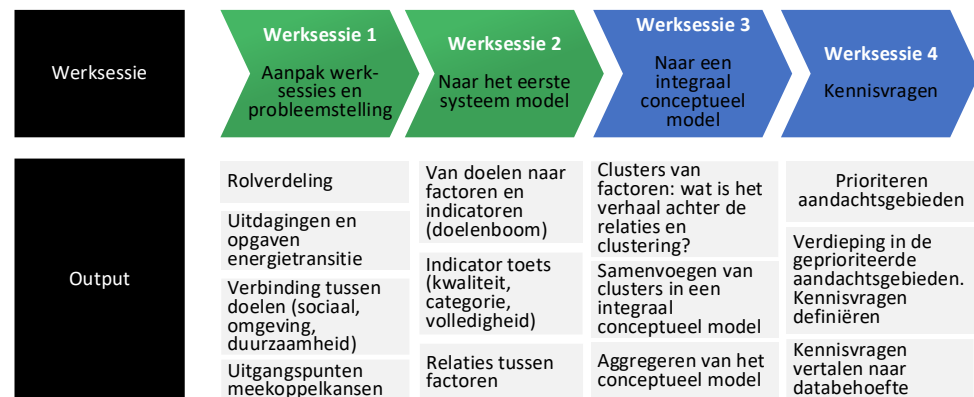 Werksessie
Werksessie 1
Aanpak werk-
sessies en
probleemstelling
Werksessie 2
Naar het eerste
systeem model
Werksessie 3
Naar een
integraal
conceptueel
model
Werksessie 4
Kennisvragen
Output
Rolverdeling
Uitdagingen en
opgaven
energietransitie
Verbinding tussen
doelen (sociaal,
omgeving,
duurzaamheid)
Uitgangspunten
meekoppelkansen
Van doelen naar
factoren en
indicatoren
(doelenboom)
Indicator toets
(kwaliteit,
categorie,
volledigheid)
Relaties tussen
factoren
Clusters van
factoren: wat is het
verhaal achter de
relaties en
clustering?
Samenvoegen van
clusters in een
integraal
conceptueel model
Aggregeren van het
conceptueel model
Prioriteren
aandachtsgebieden
Verdieping in de
geprioriteerde
aandachtsgebieden.
Kennisvragen
definiëren
Kennisvragen
vertalen naar
databehoefte